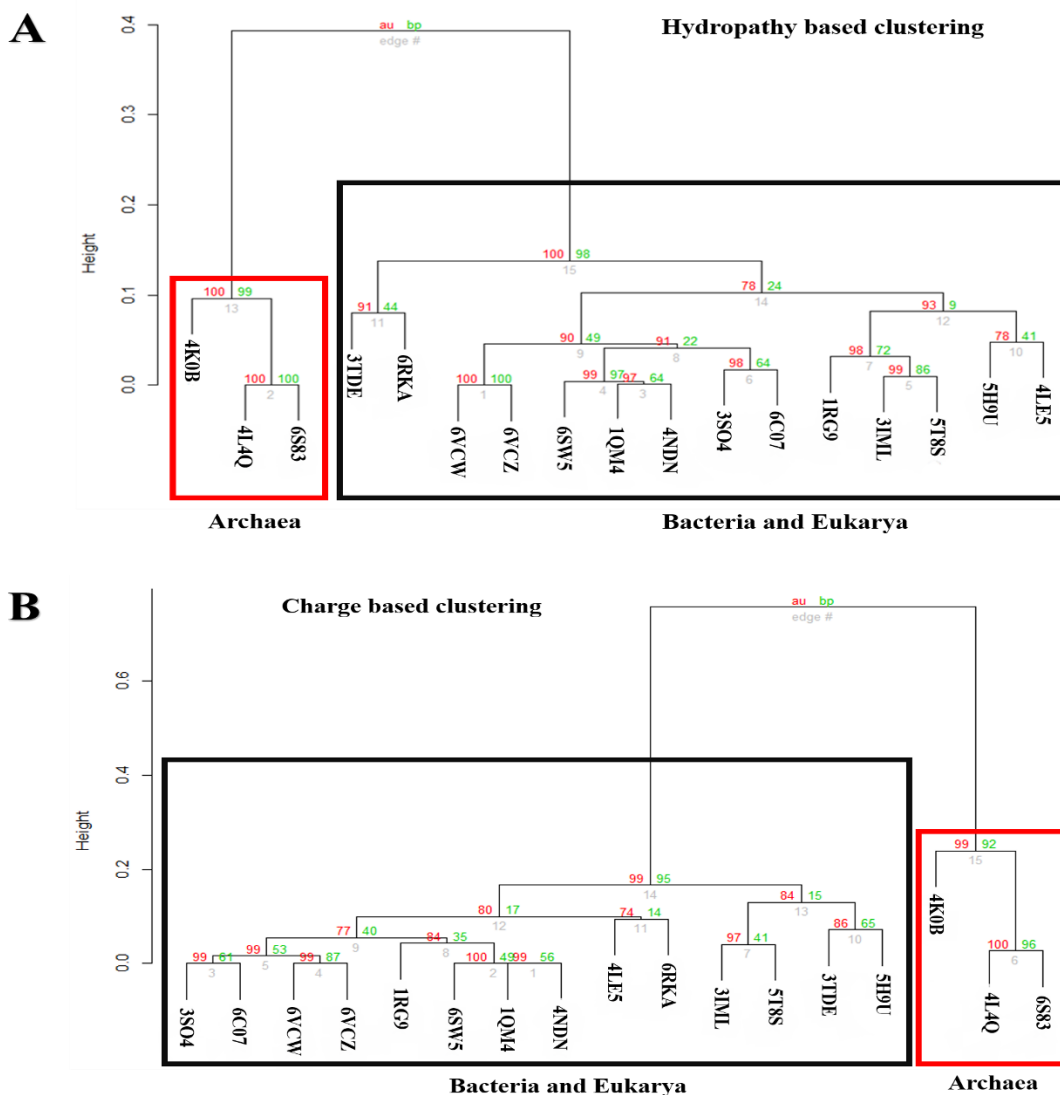 A
Hydropathy based clustering
au bp
edge #
Height
0.4
0.3
0.2
0.1
0.0
100 98
15
78 24
14
100 99
13
91 44
11
93 9
12
90 49
9
91 22
8
78 41
10
98 72
7
98 64
6
99 86
5
99 97
4
97 64
3
100 100
2
100 100
1
4K0B
4L4Q
6S83
3TDE
6RKA
6VCW
6VCZ
6SW5
1QM4
4NDN
3SO4
6C07
1RG9
3IML
5T8S
5H9U
4LE5
Archaea
Bacteria and Eukarya
B
Charge based clustering
au bp
edge #
Height
0.6
0.4
0.2
0.0
99 92
15
99 95
14
84 15
13
80 17
12
74 14
11
86 65
10
77 40
9
84 35
8
97 41
7
100 96
6
99 53
5
99 87
4
99 61
3
100 49
2
99 56
1
3SO4
6C07
6VCW
6VCZ
1RG9
6SW5
1QM4
4NDN
4LE5
6RKA
3IML
5T8S
3TDE
5H9U
4K0B
4L4Q
6S83
Bacteria and Eukarya
Archaea